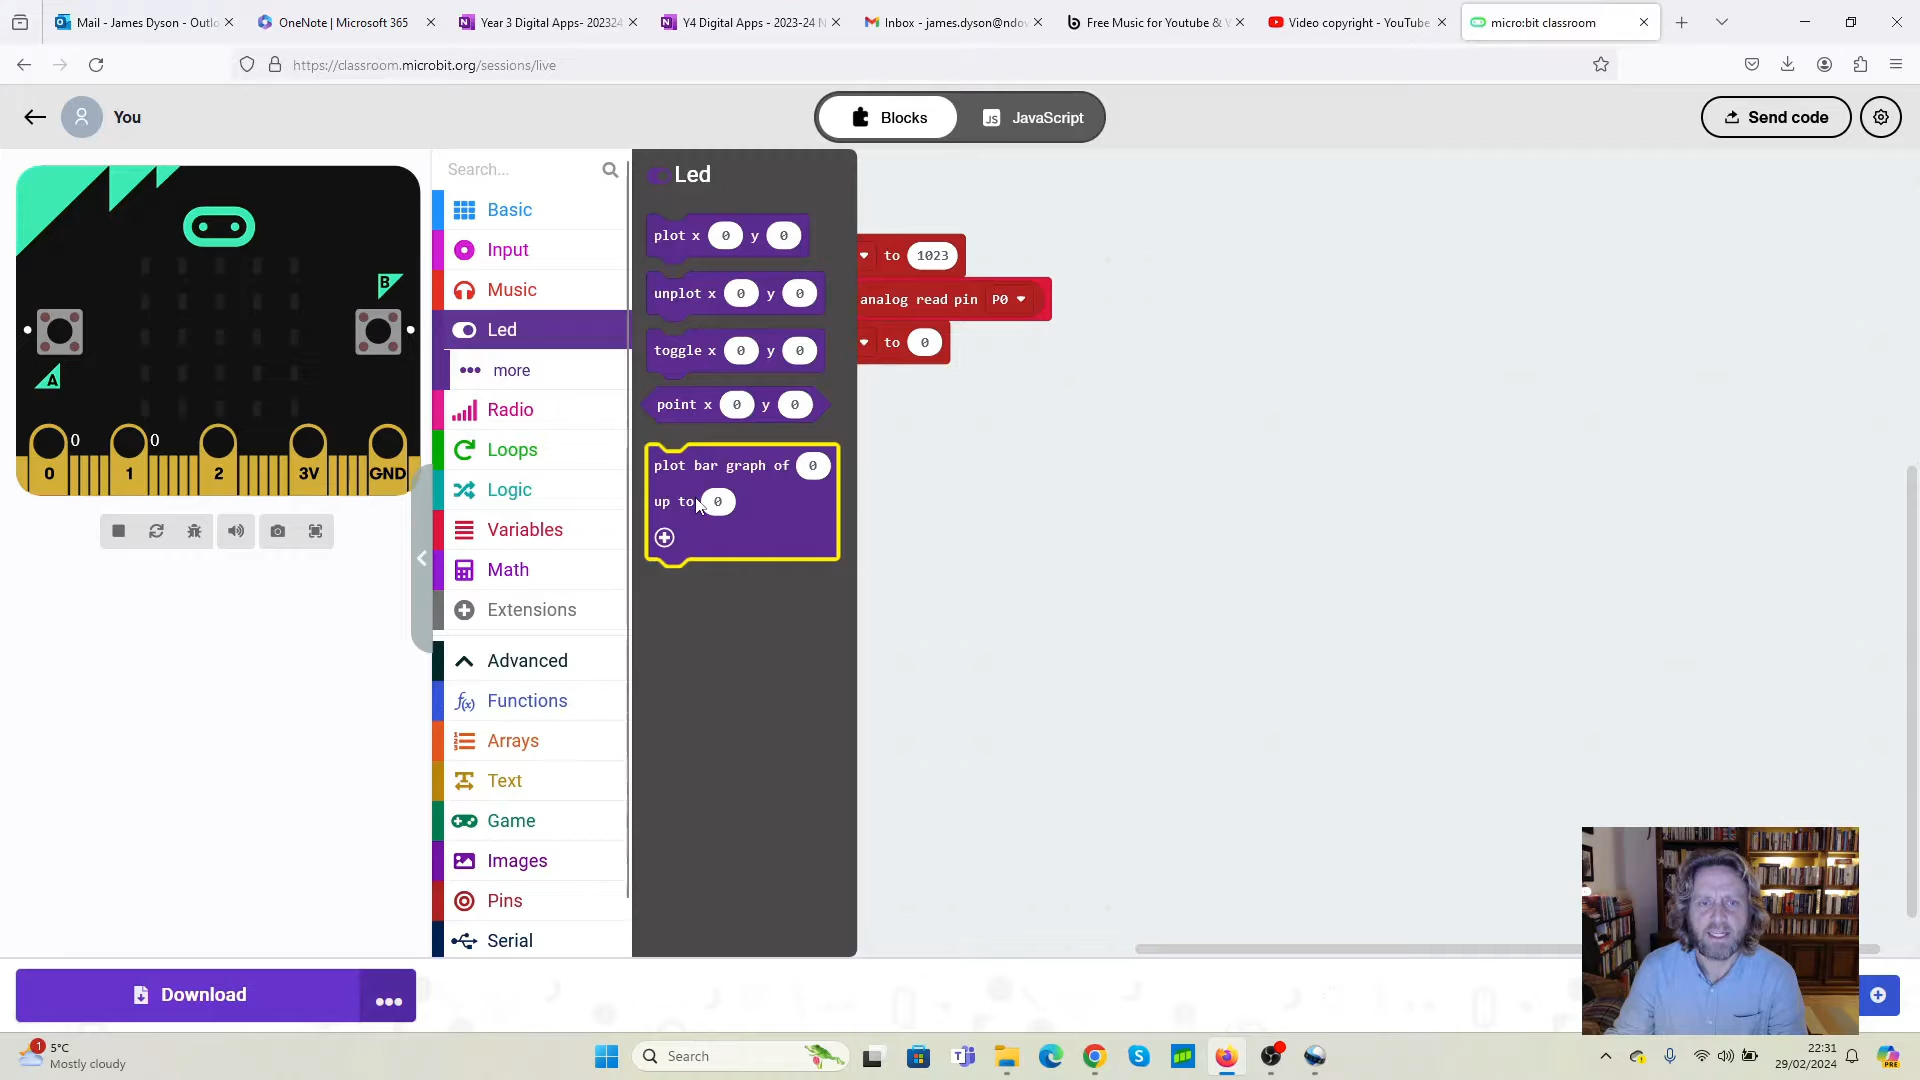 Mail - James Dyson - Outlo
OneNote | Microsoft 365
Year 3 Digital Apps- 202324
Y4 Digital Apps - 2023-24 N
Inbox - james.dyson@ndow
Free Music for Youtube & V
Video copyright - YouTube
micro:bit classroom
https://classroom.microbit.org/sessions/live
You
Blocks
JS JavaScript
Send code
Search...
Basic
Input
Music
Led
more
Radio
Loops
Logic
Variables
Math
Extensions
Advanced
f(x) Functions
Arrays
Text
Game
Images
Pins
Serial
Led
plot x 0 y 0
unplot x 0 y 0
toggle x 0 y 0
point x 0 y 0
plot bar graph of 0
up to 0
to 1023
analog read pin P0
to 0
B
A
0 0
0 1 2 3V GND
Download
1
5°C
Mostly cloudy
Search
22:31
29/02/2024
PRE